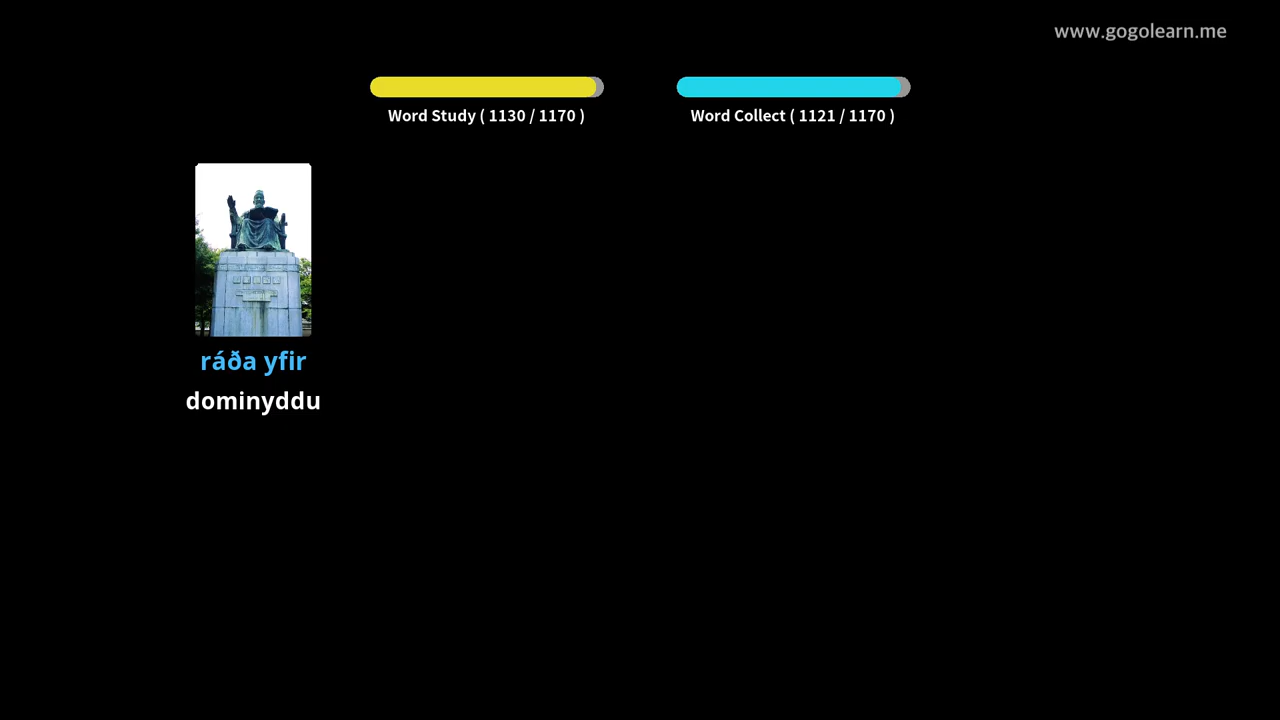 www.gogolearn.me
Word Study ( 1130 / 1170 )
Word Collect ( 1121 / 1170 )
ráða yfir
dominyddu